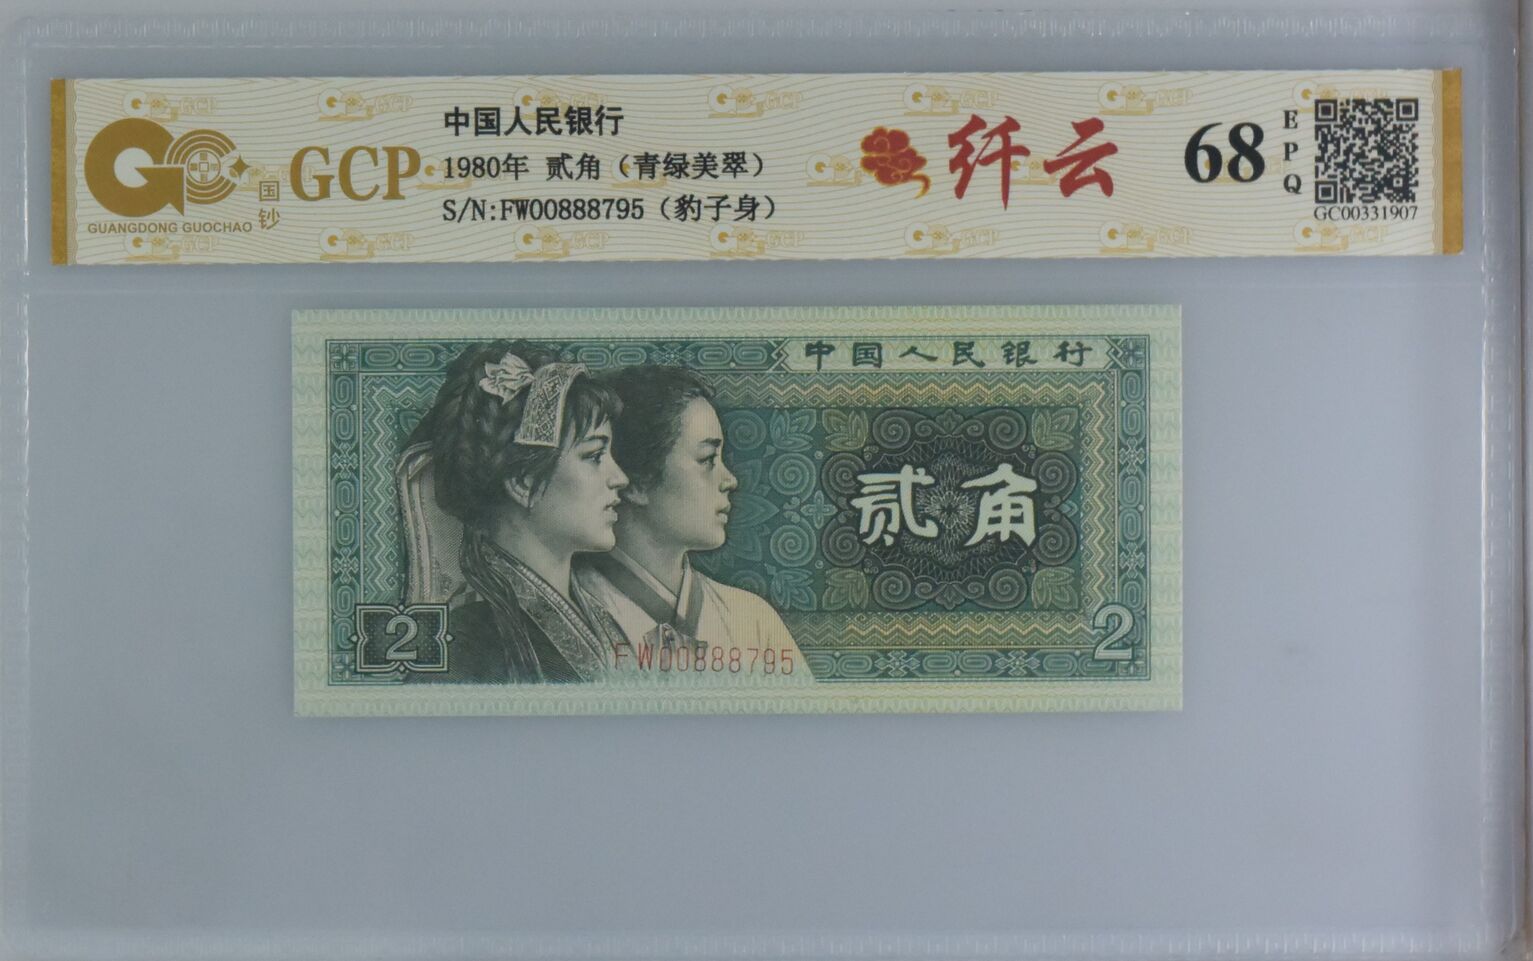 GCP
国钞
GUANGDONG GUOCHAO
中国人民银行
1980年 贰角（青绿美翠）
S/N:FW00888795（豹子身）
纤云
68
EPQ
GC00331907
中国人民银行
贰角
2
2
FW00888795